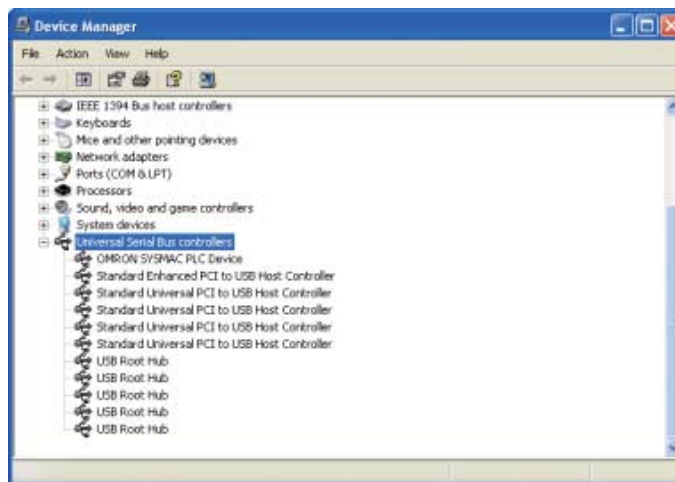 Device Manager
File Action View Help
IEEE 1394 Bus host controllers
Keyboards
Mice and other pointing devices
Network adapters
Ports (COM & LPT)
Processors
Sound, video and game controllers
System devices
Universal Serial Bus controllers
OMRON SYSMAC PLC Device
Standard Enhanced PCI to USB Host Controller
Standard Universal PCI to USB Host Controller
Standard Universal PCI to USB Host Controller
Standard Universal PCI to USB Host Controller
Standard Universal PCI to USB Host Controller
USB Root Hub
USB Root Hub
USB Root Hub
USB Root Hub
USB Root Hub